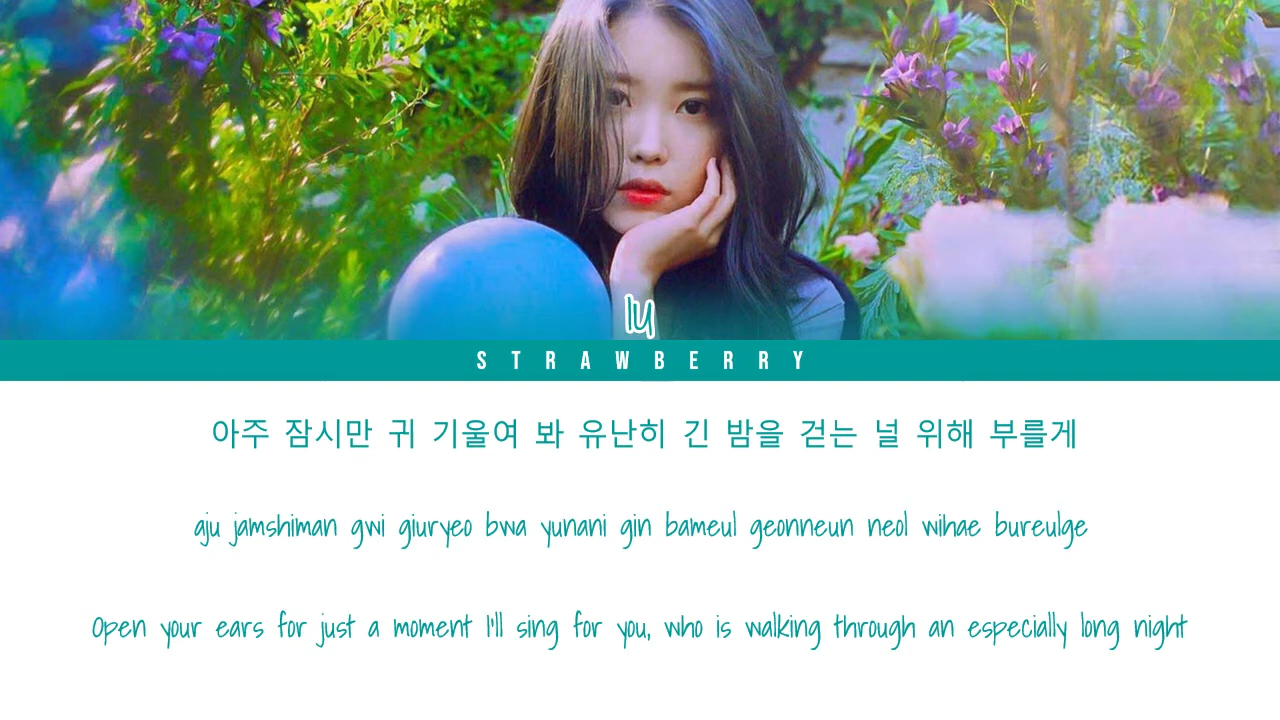 IU
STRAWBERRY
아주 잠시만 귀 기울여 봐 유난히 긴 밤을 걷는 널 위해 부를게
aju jamshiman gwi giuryeo bwa yunani gin bameul geonneun neol wihae bureulge
Open your ears for just a moment I'll sing for you, who is walking through an especially long night